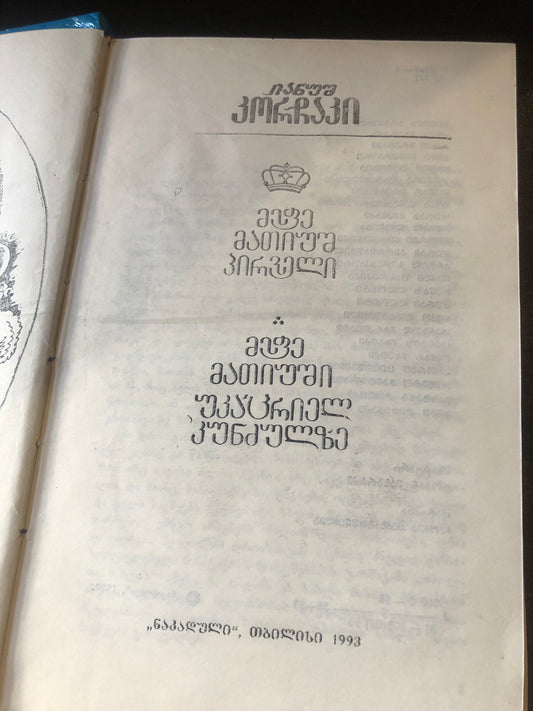 იანუშ
კორჩაკი
მეფე
მათიუშ
პირველი
მეფე
მათიუში
უკაცრიელ
კუნძულზე
„ნაკადული“, თბილისი 1993